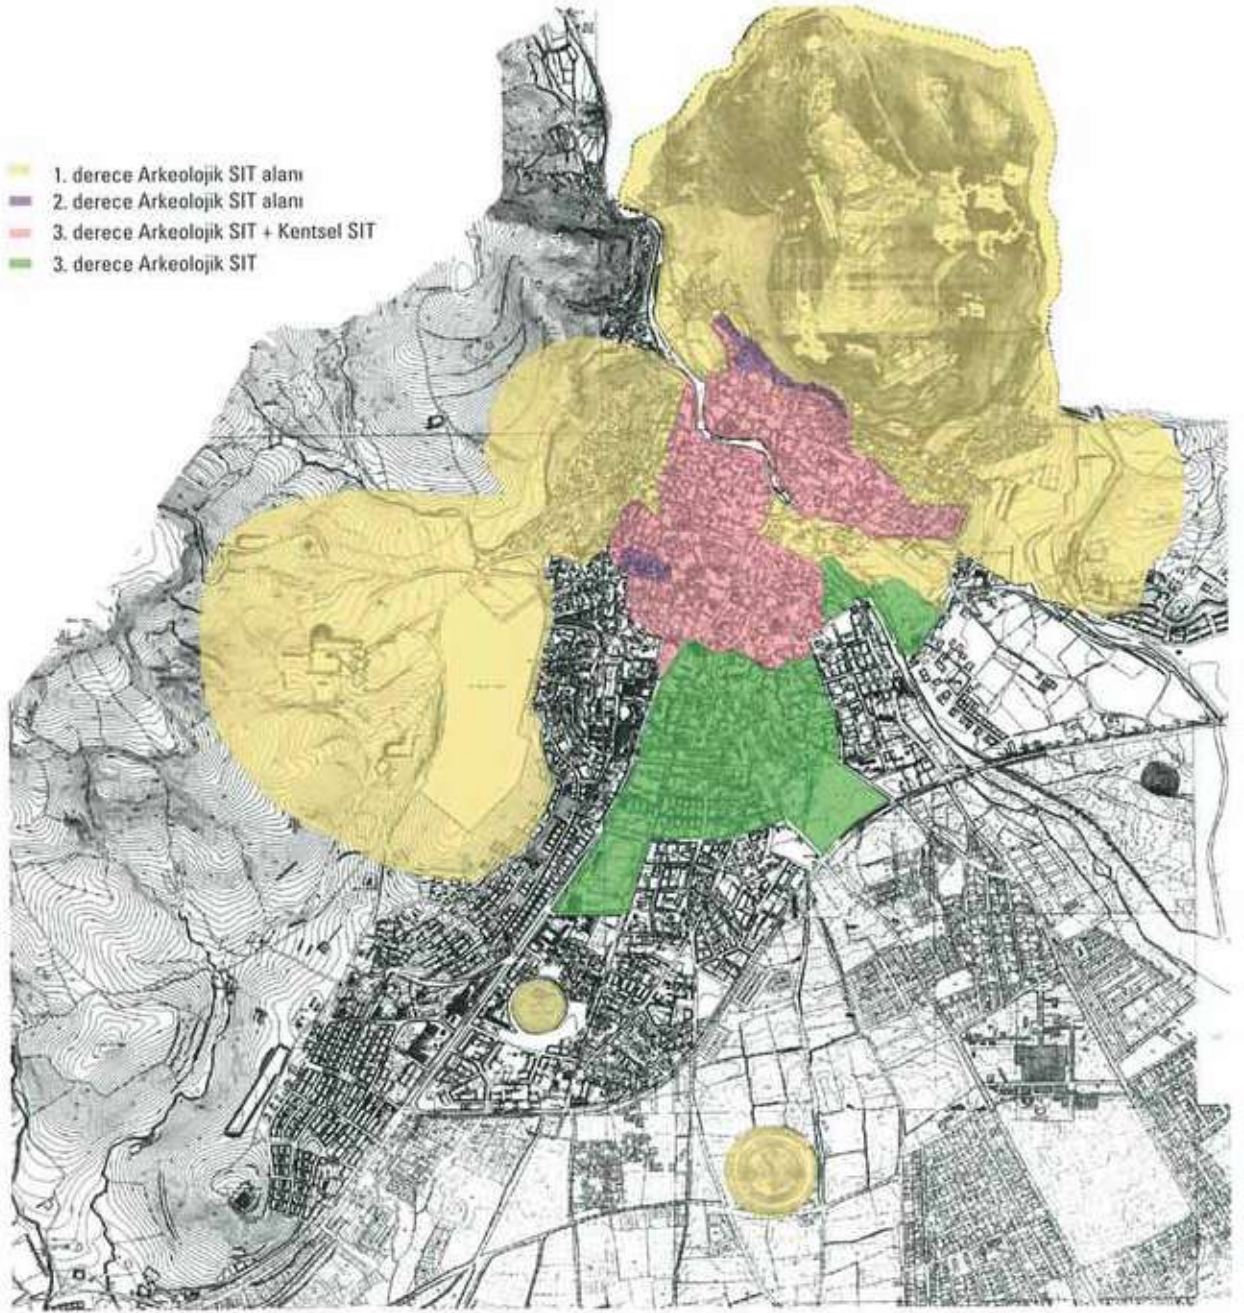 1. derece Arkeolojik SIT alanı
2. derece Arkeolojik SIT alanı
3. derece Arkeolojik SIT + Kentsel SIT
3. derece Arkeolojik SIT